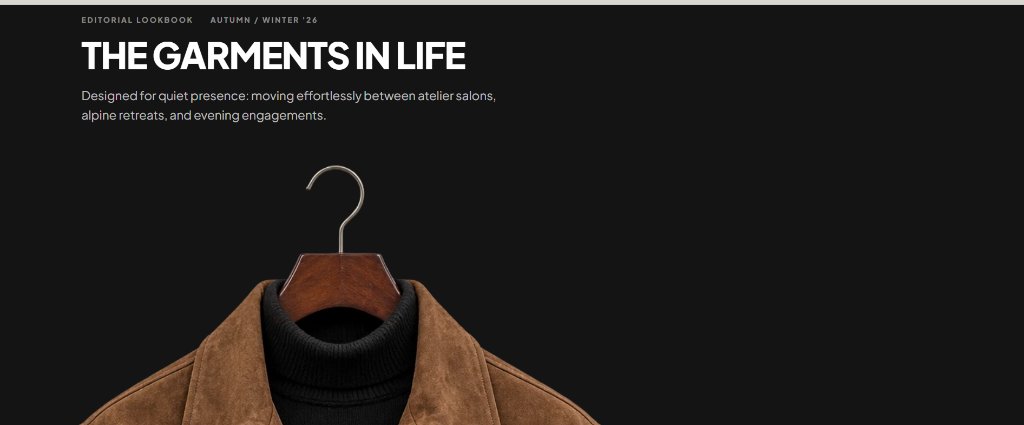 EDITORIAL LOOKBOOK AUTUMN / WINTER '26
THE GARMENTS IN LIFE
Designed for quiet presence: moving effortlessly between atelier salons,
alpine retreats, and evening engagements.